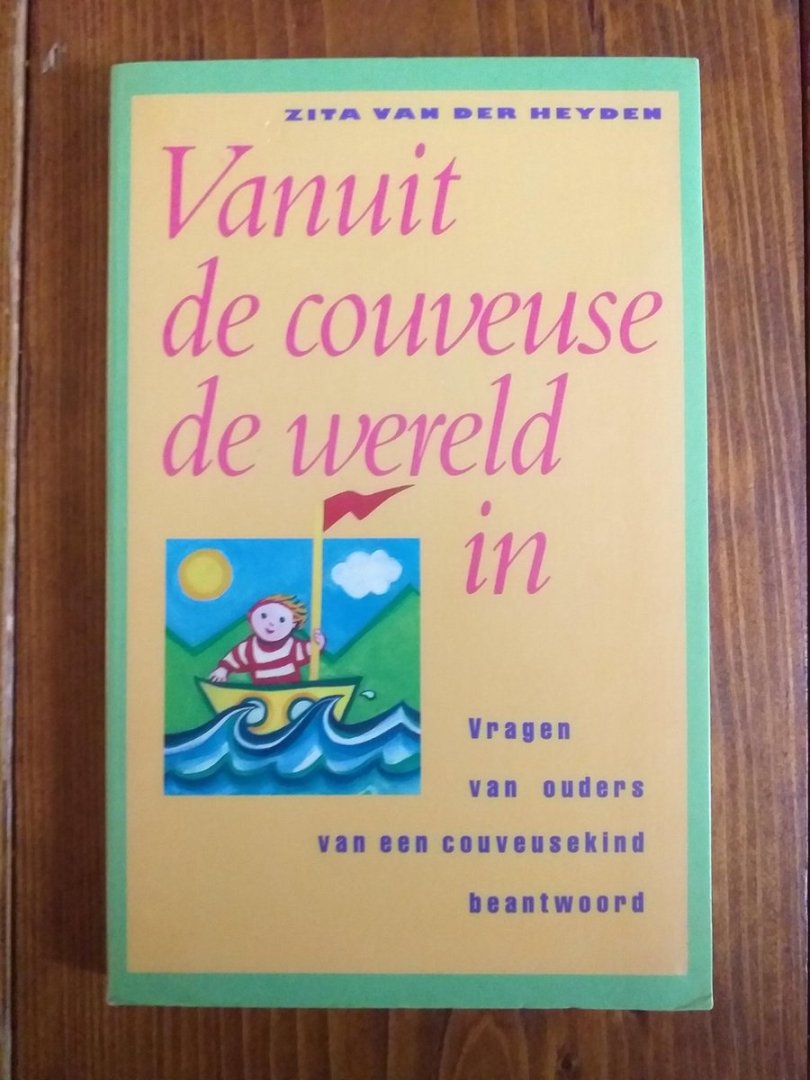 ZITA VAN DER HEYDEN
Vanuit
de couveuse
de wereld
in
Vragen
van ouders
van een couveusekind
beantwoord